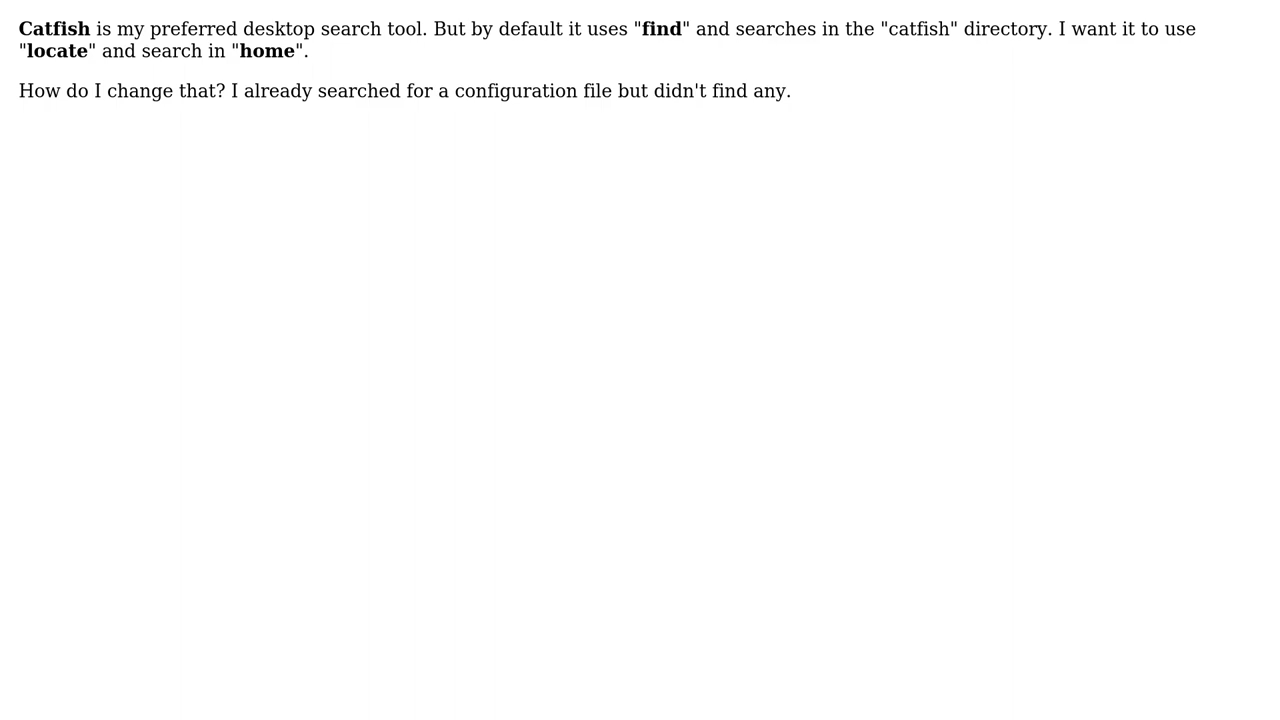 Catfish is my preferred desktop search tool. But by default it uses "find" and searches in the "catfish" directory. I want it to use
"locate" and search in "home".
How do I change that? I already searched for a configuration file but didn't find any.